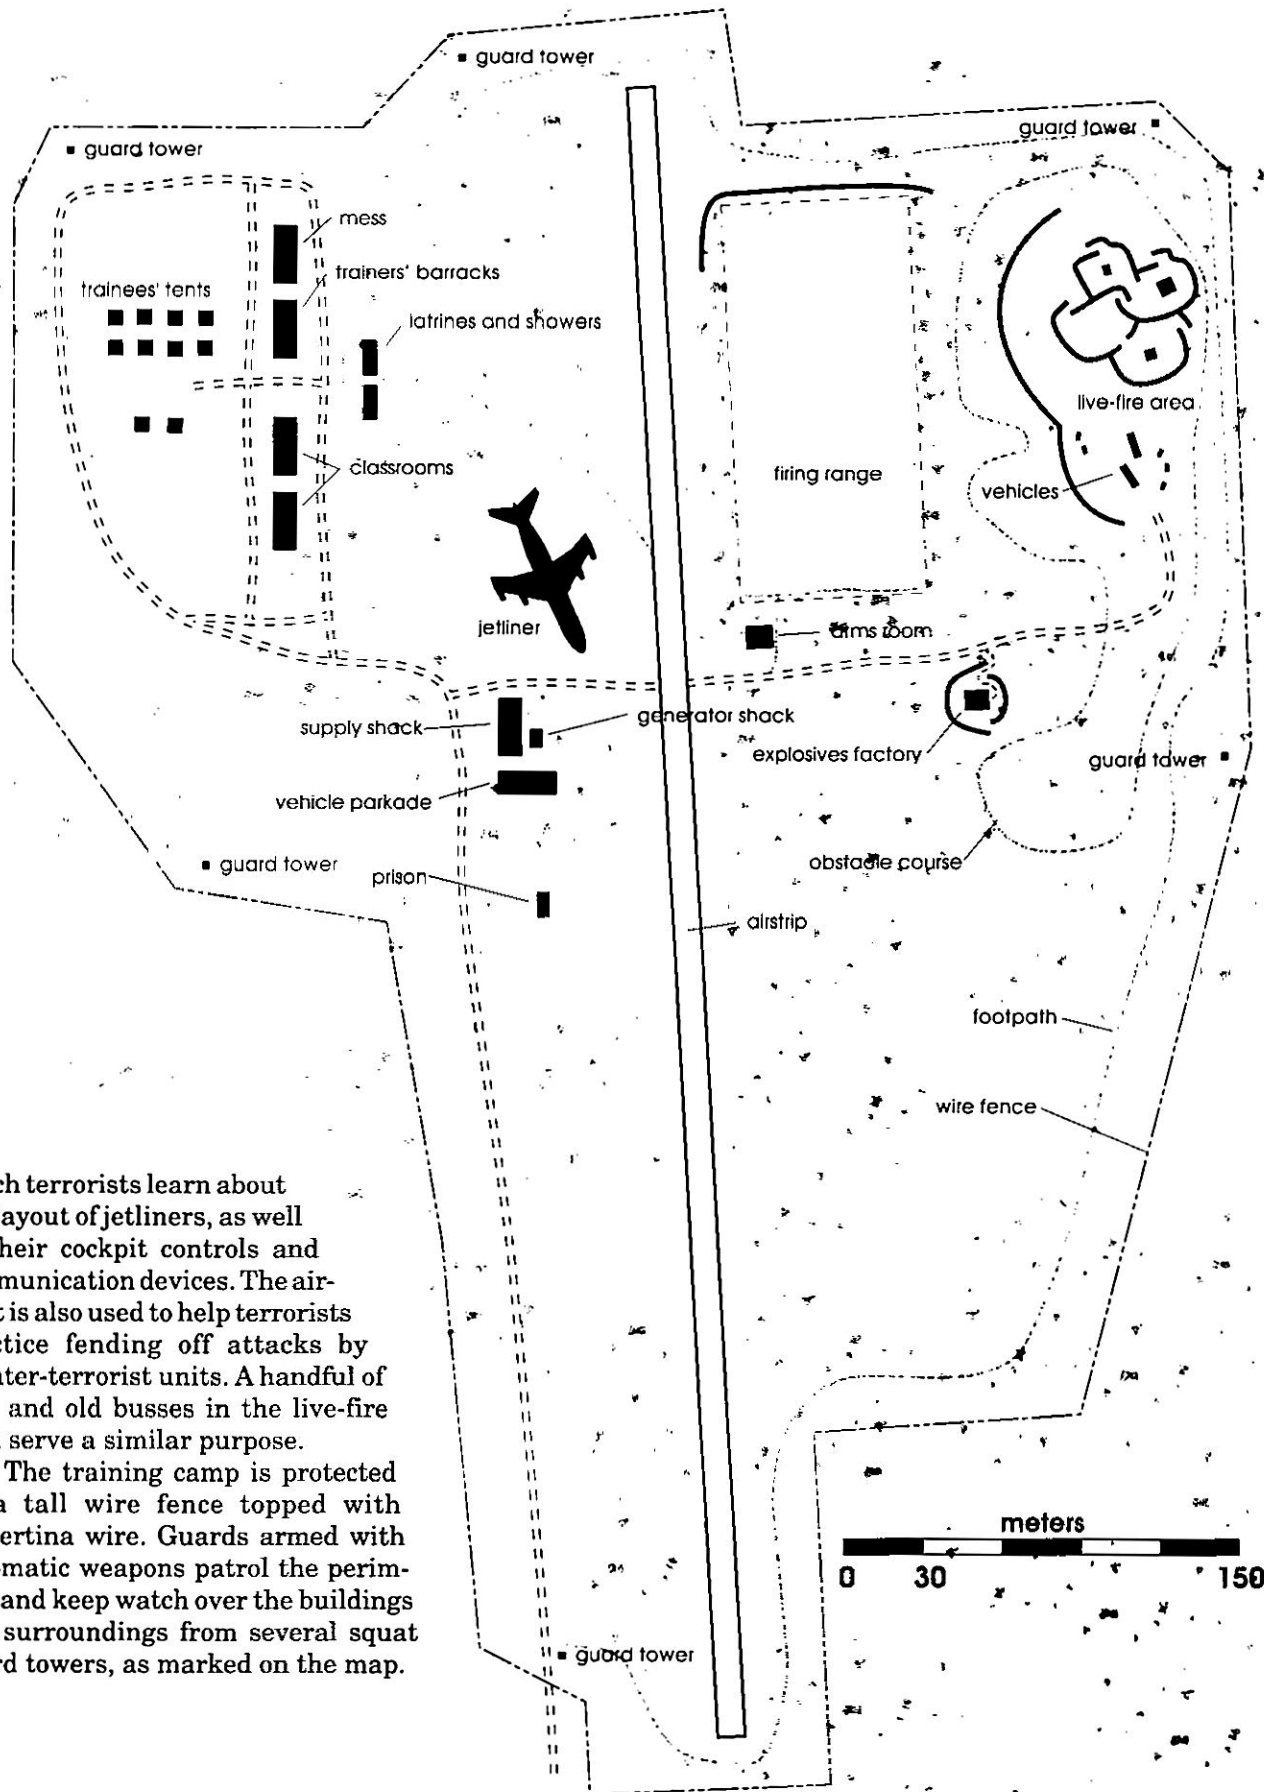 guard tower
guard tower
guard tower
mess
trainers' barracks
trainees' tents
latrines and showers
live-fire area
classrooms
firing range
vehicles
jetliner
arms room
supply shack
generator shack
explosives factory
guard tower
vehicle parkade
guard tower
obstacle course
prison
airstrip
footpath
wire fence
ch terrorists learn about
ayout of jetliners, as well
heir cockpit controls and
munication devices. The air-
t is also used to help terrorists
ctice fending off attacks by
nter-terrorist units. A handful of
and old busses in the live-fire
serve a similar purpose.
The training camp is protected
a tall wire fence topped with
ertina wire. Guards armed with
matic weapons patrol the perim-
and keep watch over the buildings
surroundings from several squat
rd towers, as marked on the map.
meters
0 30 150
guard tower